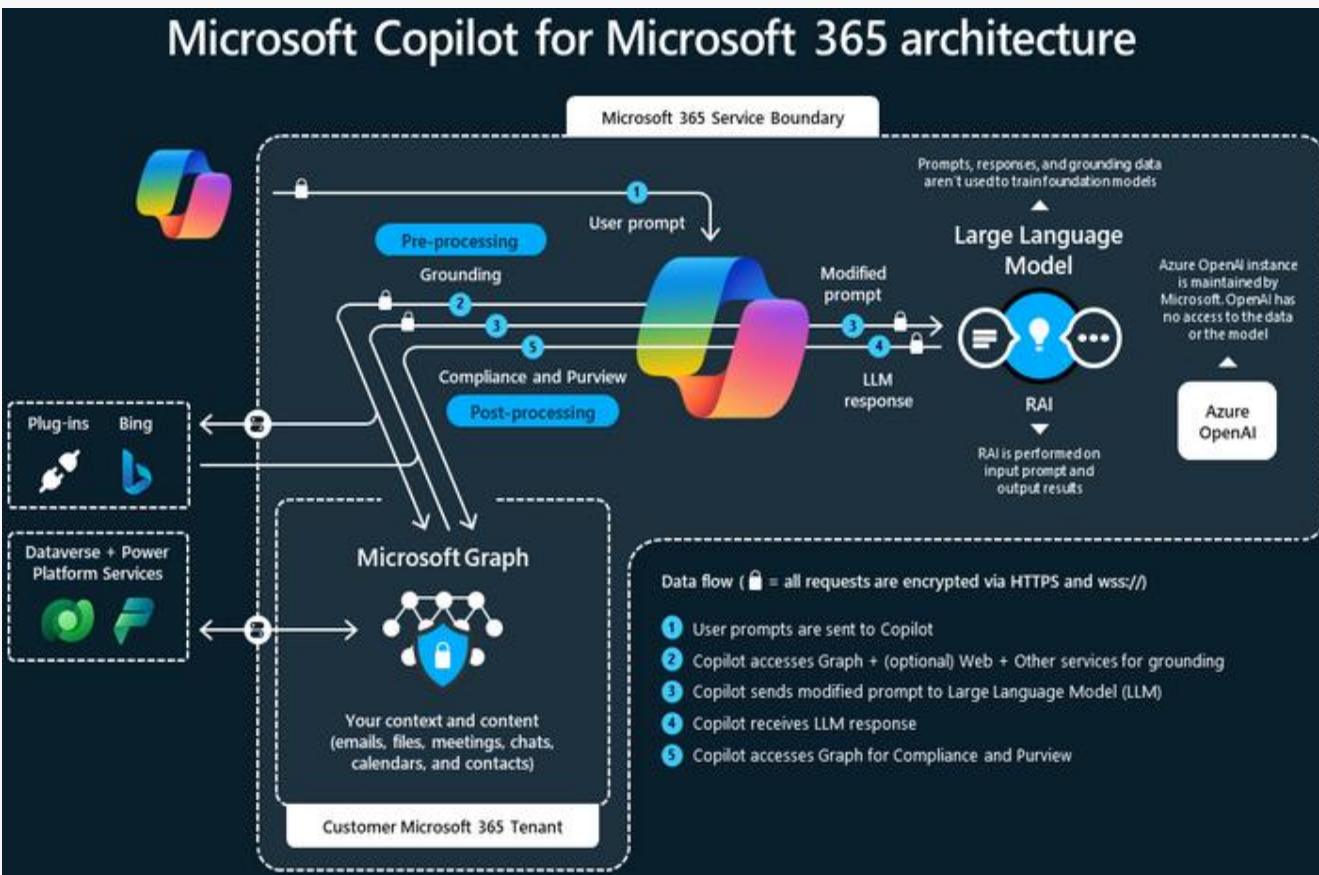 Microsoft Copilot for Microsoft 365 architecture
Microsoft 365 Service Boundary
1
User prompt
Pre-processing
Grounding
2
3
5
Compliance and Purview
Post-processing
Modified
prompt
3
4
LLM
response
Prompts, responses, and grounding data
aren't used to train foundation models
Large Language
Model
RAI
RAI is performed on
input prompt and
output results
Azure OpenAI instance
is maintained by
Microsoft. OpenAI has
no access to the data
or the model
Azure
OpenAI
Plug-ins
Bing
Dataverse + Power
Platform Services
Microsoft Graph
Your context and content
(emails, files, meetings, chats,
calendars, and contacts)
Customer Microsoft 365 Tenant
Data flow ( = all requests are encrypted via HTTPS and wss://)
1 User prompts are sent to Copilot
2 Copilot accesses Graph + (optional) Web + Other services for grounding
3 Copilot sends modified prompt to Large Language Model (LLM)
4 Copilot receives LLM response
5 Copilot accesses Graph for Compliance and Purview